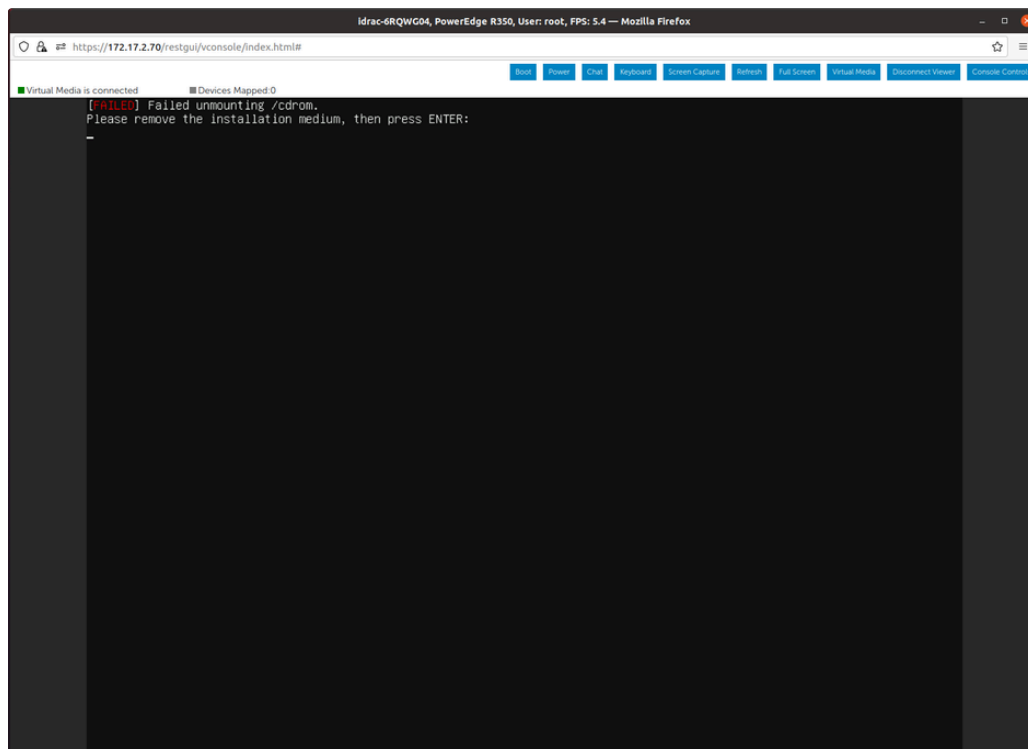 idrac-6RQWG04, PowerEdge R350, User: root, FPS: 5.4 — Mozilla Firefox
https://172.17.2.70/restgui/vconsole/index.html#
Boot Power Chat Keyboard Screen Capture Refresh Full Screen Virtual Media Disconnect Viewer Console Control
Virtual Media is connected Devices Mapped:0
[FAILED] Failed unmounting /cdrom.
Please remove the installation medium, then press ENTER: